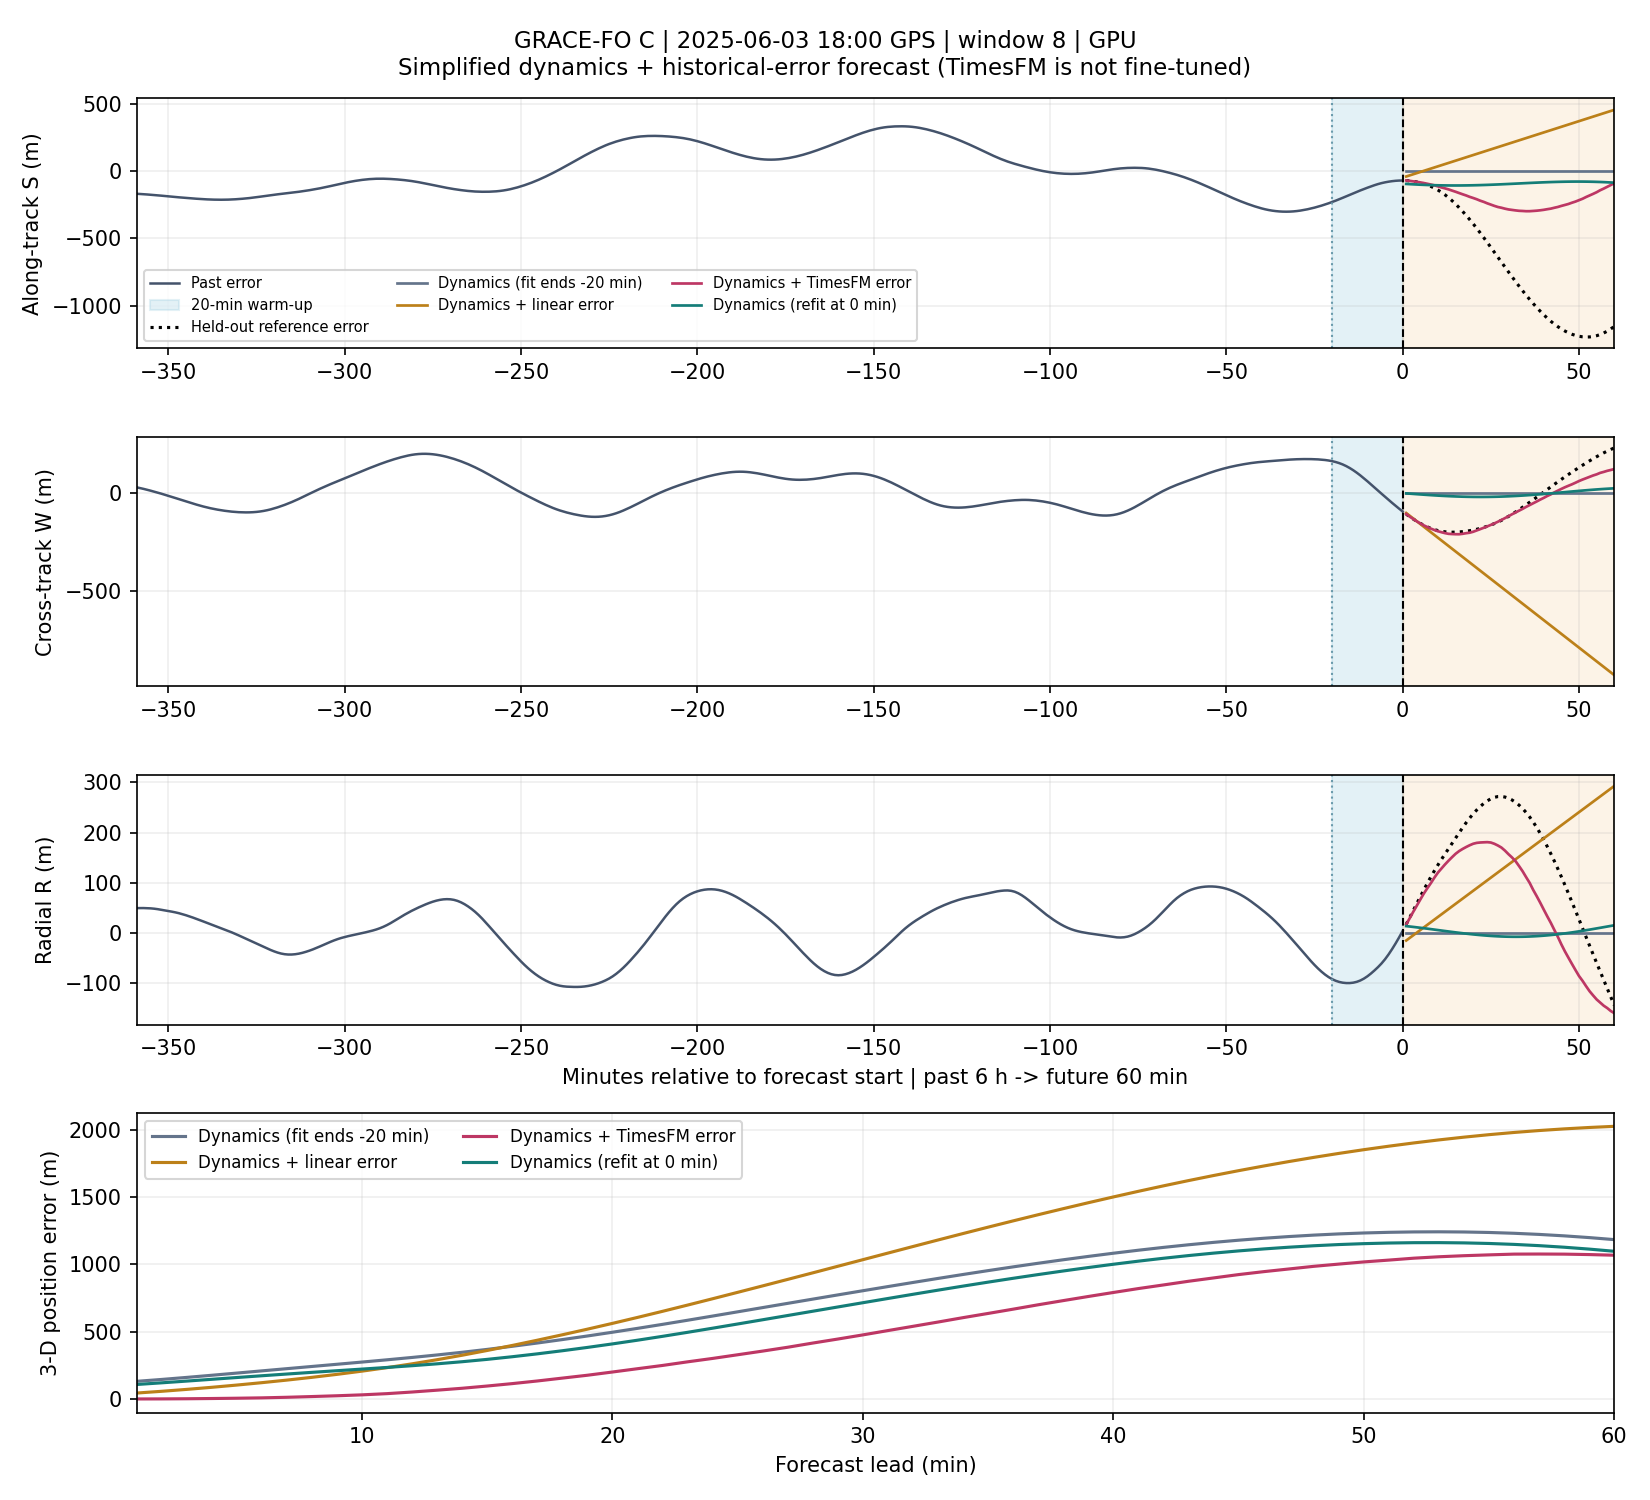 GRACE-FO C | 2025-06-03 18:00 GPS | window 8 | GPU
Simplified dynamics + historical-error forecast (TimesFM is not fine-tuned)
Along-track S (m)
500
0
−500
−1000
Past error
20-min warm-up
Held-out reference error
Dynamics (fit ends -20 min)
Dynamics + linear error
Dynamics + TimesFM error
Dynamics (refit at 0 min)
−350 −300 −250 −200 −150 −100 −50 0 50
Cross-track W (m)
0
−500
−350 −300 −250 −200 −150 −100 −50 0 50
Radial R (m)
300
200
100
0
−100
−350 −300 −250 −200 −150 −100 −50 0 50
Minutes relative to forecast start | past 6 h -> future 60 min
3-D position error (m)
2000
1500
1000
500
0
Dynamics (fit ends -20 min)
Dynamics + linear error
Dynamics + TimesFM error
Dynamics (refit at 0 min)
10 20 30 40 50 60
Forecast lead (min)